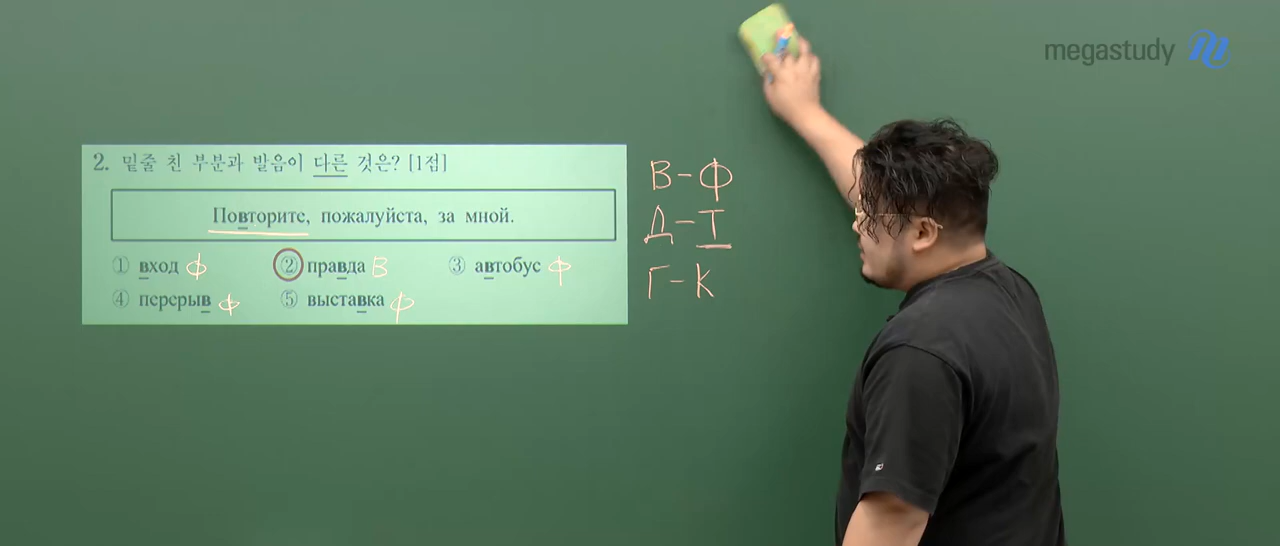 megastudy
2. 밑줄 친 부분과 발음이 다른 것은? [1점]
Повторите, пожалуйста, за мной.
① вход ф ② правда В ③ автобус ф
④ перерыв ф ⑤ выставка ф
В-Ф
Д-Т
Г-К